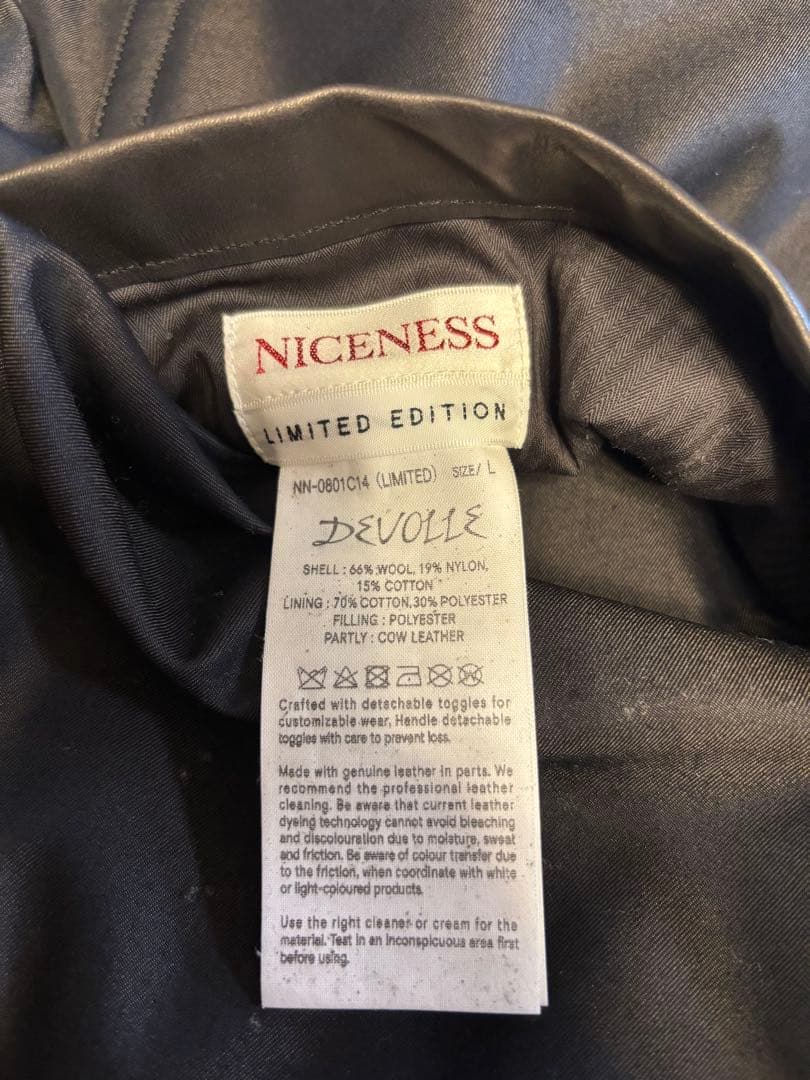 NICENESS
LIMITED EDITION
NN-0801C14 (LIMITED) SIZE/ L
DEVOLLE
SHELL : 66% WOOL, 19% NYLON,
15% COTTON
LINING : 70% COTTON,30% POLYESTER
FILLING : POLYESTER
PARTLY : COW LEATHER
Crafted with detachable toggles for
customizable wear, Handle detachable
toggles with care to prevent loss.
Made with genuine leather in parts. We
recommend the professional leather
cleaning. Be aware that current leather
dyeing technology cannot avoid bleaching
and discolouration due to moisture, sweat
and friction. Be aware of colour transfer due
to the friction, when coordinate with white
or light-coloured products.
Use the right cleaner or cream for the
material. Test in an inconspicuous area first
before using.